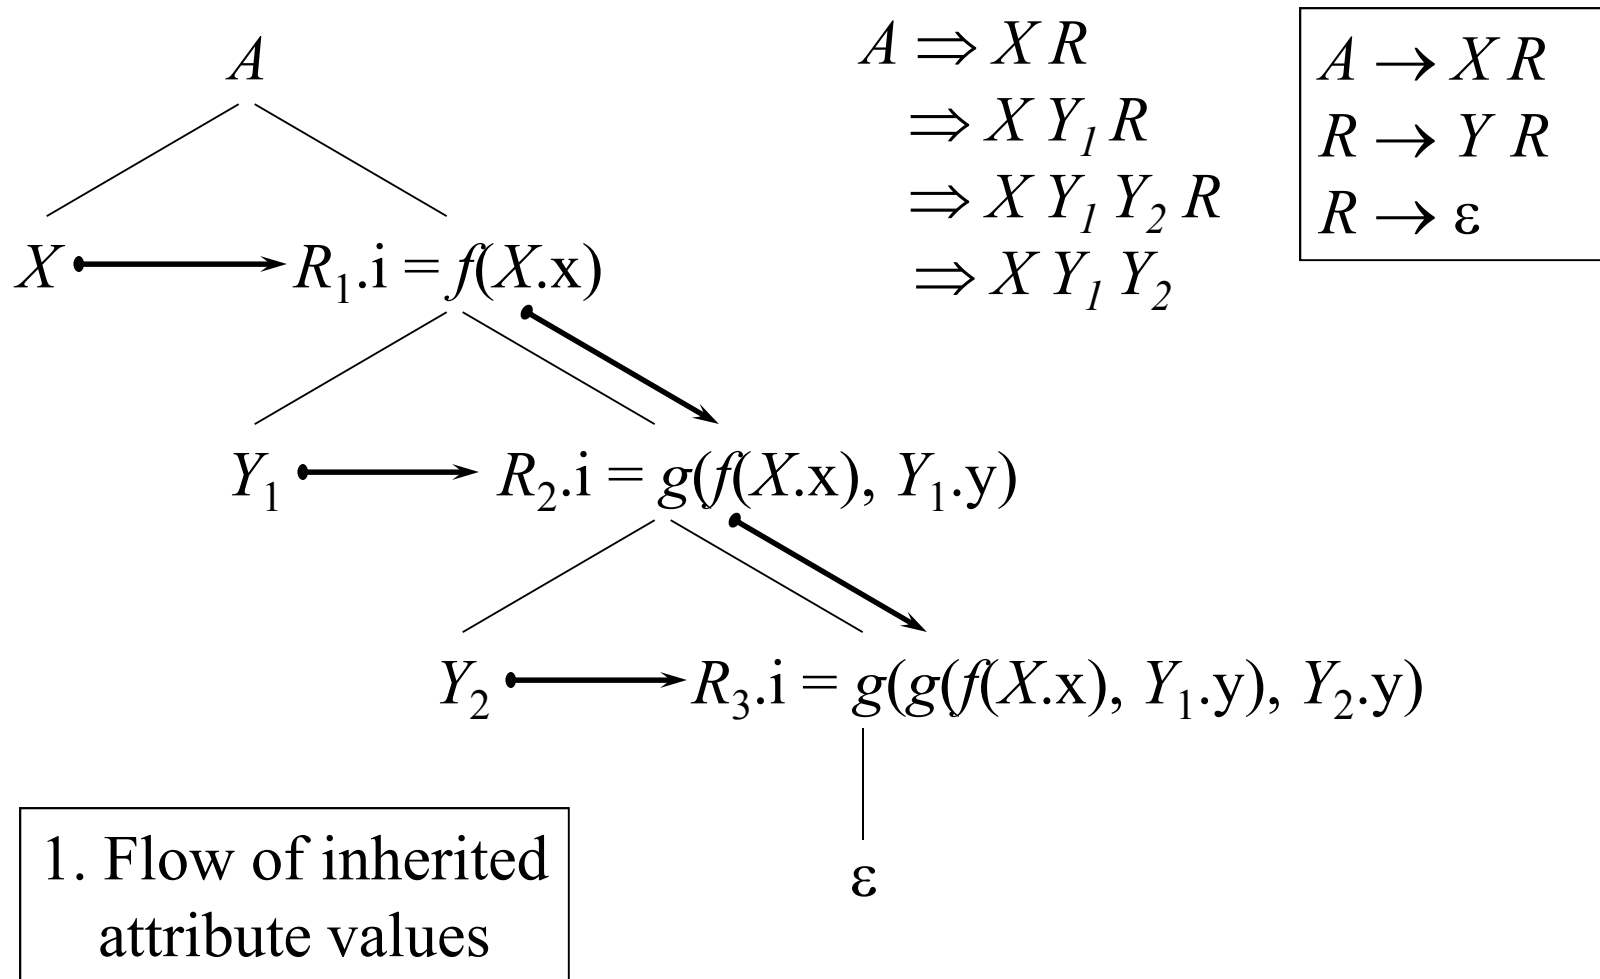 A
A ⇒ X R
⇒ X Y₁ R
⇒ X Y₁ Y₂ R
⇒ X Y₁ Y₂
A → X R
R → Y R
R → ε
X R₁.i = f(X.x)
Y₁ R₂.i = g(f(X.x), Y₁.y)
Y₂ R₃.i = g(g(f(X.x), Y₁.y), Y₂.y)
ε
1. Flow of inherited
attribute values